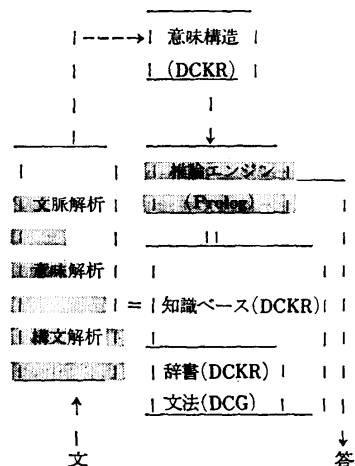 意味構造
(DCKR)
推論エンジン
(Prolog)
文脈解析
意味解析
= 知識ベース(DCKR)
構文解析
辞書(DCKR)
文法(DCG)
文
答